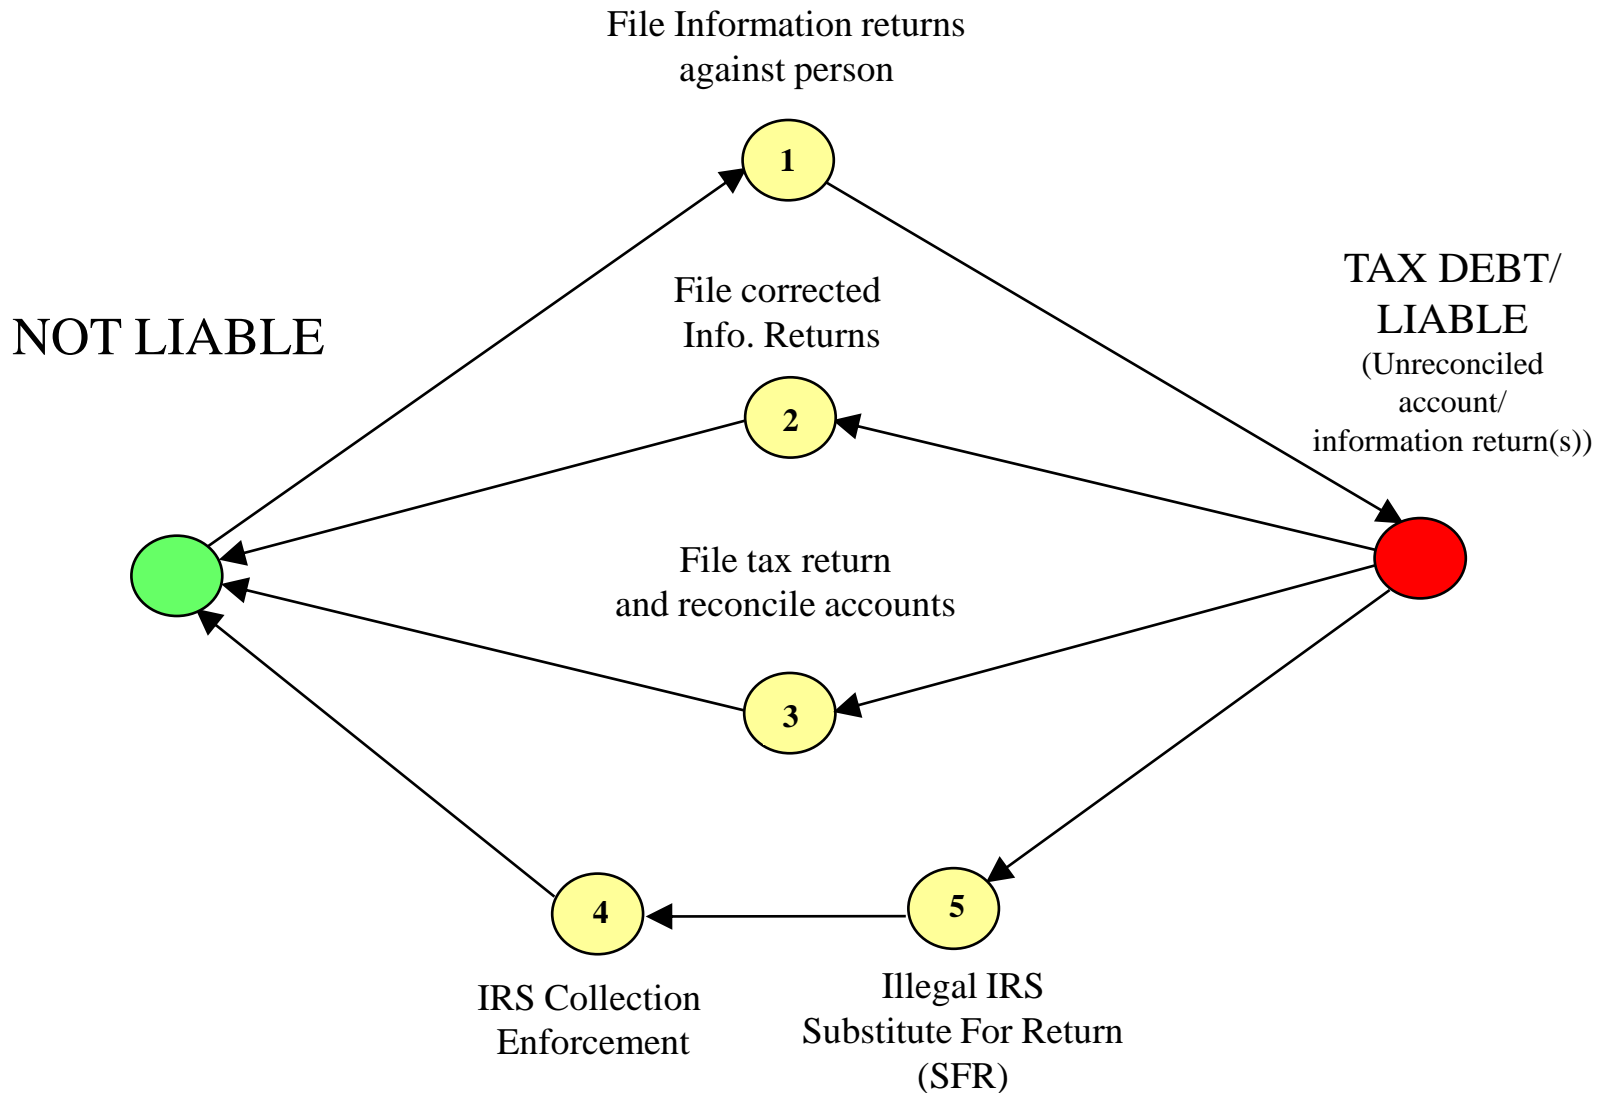 File Information returns
against person
1
File corrected
Info. Returns
NOT LIABLE
TAX DEBT/
LIABLE
(Unreconciled
account/
information return(s))
2
File tax return
and reconcile accounts
3
4
5
IRS Collection
Enforcement
Illegal IRS
Substitute For Return
(SFR)